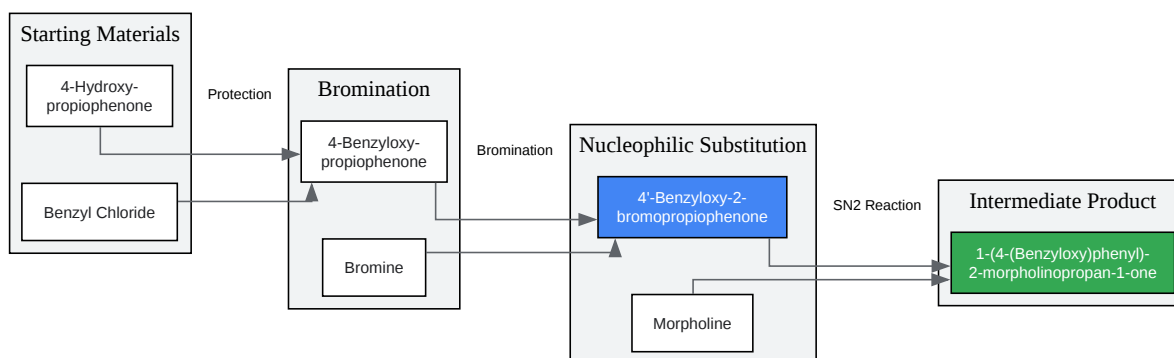 Starting Materials
4-Hydroxy-
propiophenone
Benzyl Chloride
Protection
Bromination
4-Benzyloxy-
propiophenone
Bromine
Bromination
Nucleophilic Substitution
4'-Benzyloxy-2-
bromopropiophenone
Morpholine
SN2 Reaction
Intermediate Product
1-(4-(Benzyloxy)phenyl)-
2-morpholinopropan-1-one